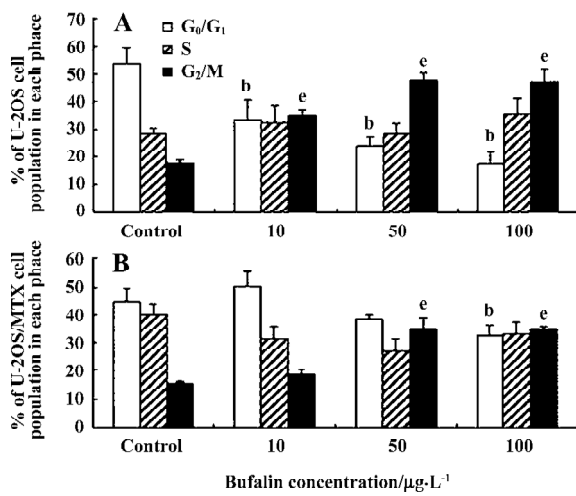 % of U-2OS cell
population in each phace
70
60
50
40
30
20
10
0
A
G₀/G₁
S
G₂/M
b
e
b
e
b
e
Control
10
50
100
% of U-2OS/MTX cell
population in each phace
60
50
40
30
20
10
0
B
e
b
e
Control
10
50
100
Bufalin concentration/μg·L⁻¹